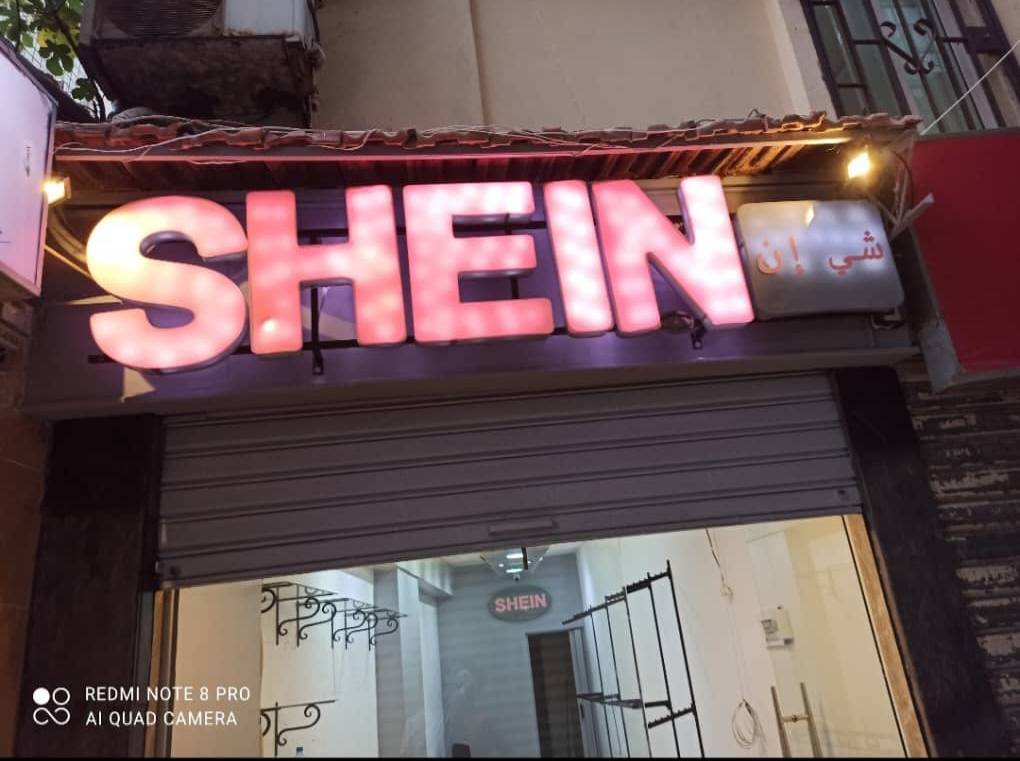 SHEIN
شي إن
SHEIN
REDMI NOTE 8 PRO
AI QUAD CAMERA